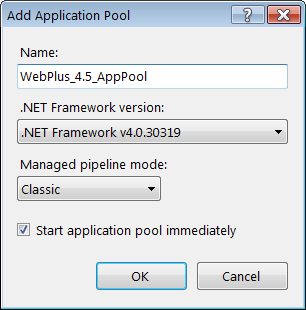 Add Application Pool
Name:
WebPlus_4.5_AppPool
.NET Framework version:
.NET Framework v4.0.30319
Managed pipeline mode:
Classic
Start application pool immediately
OK
Cancel